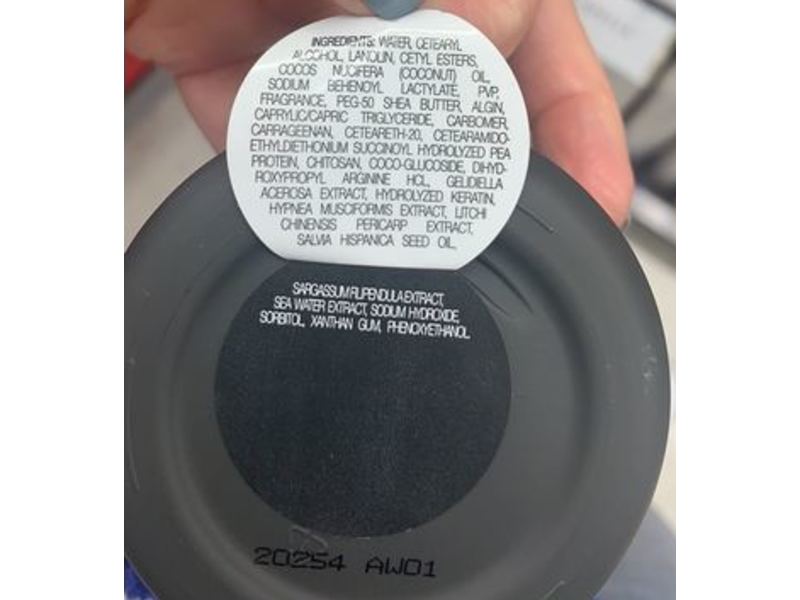 INGREDIENTS: WATER, CETEARYL
ALCOHOL, LANOLIN, CETYL ESTERS,
COCOS NUCIFERA (COCONUT) OIL,
SODIUM BEHENOYL LACTYLATE, PVP,
FRAGRANCE, PEG-50 SHEA BUTTER, ALGIN,
CAPRYLIC/CAPRIC TRIGLYCERIDE, CARBOMER,
CARRAGEENAN, CETEARETH-20, CETEARAMIDO-
ETHYLDIETHONIUM SUCCINOYL HYDROLYZED PEA
PROTEIN, CHITOSAN, COCO-GLUCOSIDE, DIHYD-
ROXYPROPYL ARGININE HCL, GELIDIELLA
ACEROSA EXTRACT, HYDROLYZED KERATIN,
HYPNEA MUSCIFORMIS EXTRACT, LITCHI
CHINENSIS PERICARP EXTRACT,
SALVIA HISPANICA SEED OIL,
SARGASSUM FILIPENDULA EXTRACT,
SEA WATER EXTRACT, SODIUM HYDROXIDE,
SORBITOL, XANTHAN GUM, PHENOXYETHANOL
20254 AW01